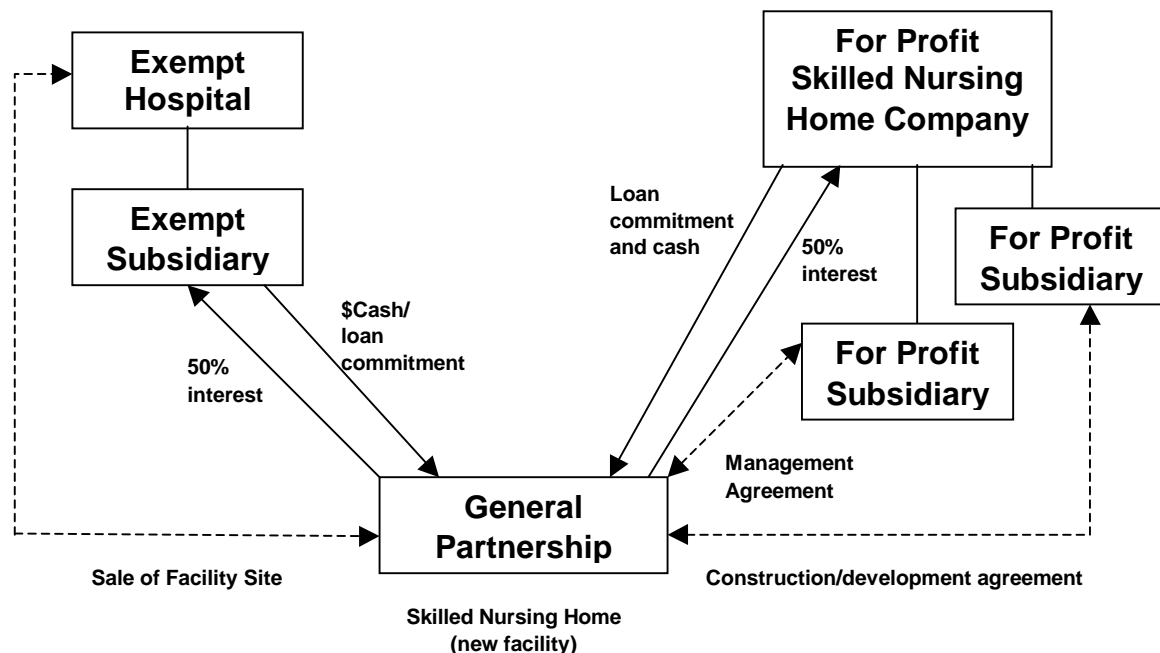 Exempt
Hospital
For Profit
Skilled Nursing
Home Company
Exempt
Subsidiary
Loan
commitment
and cash
50%
interest
For Profit
Subsidiary
$Cash/
loan
commitment
50%
interest
For Profit
Subsidiary
Management
Agreement
General
Partnership
Sale of Facility Site
Construction/development agreement
Skilled Nursing Home
(new facility)